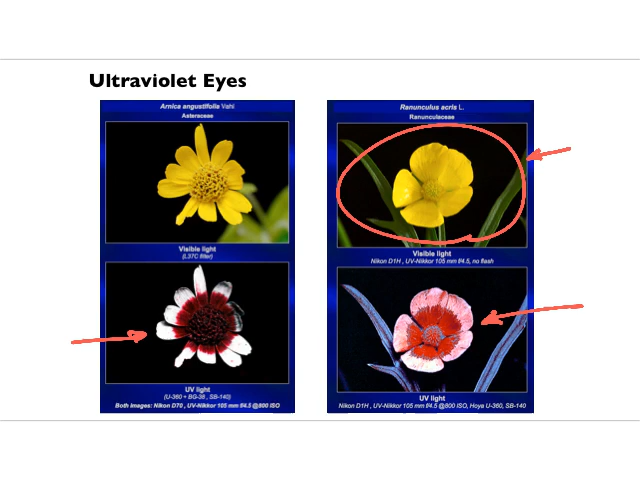 Ultraviolet Eyes
Arnica angustifolia Vahl
Asteraceae
Visible light
(L37C filter)
UV light
(U-360 + BG-38 , SB-140)
Both images: Nikon D70 , UV-Nikkor 105 mm f/4.5 @800 ISO
Ranunculus acris L.
Ranunculaceae
Visible light
Nikon D1H , UV-Nikkor 105 mm f/4.5, no flash
UV light
Nikon D1H , UV-Nikkor 105 mm f/4.5 @800 ISO, Hoya U-360, SB-140